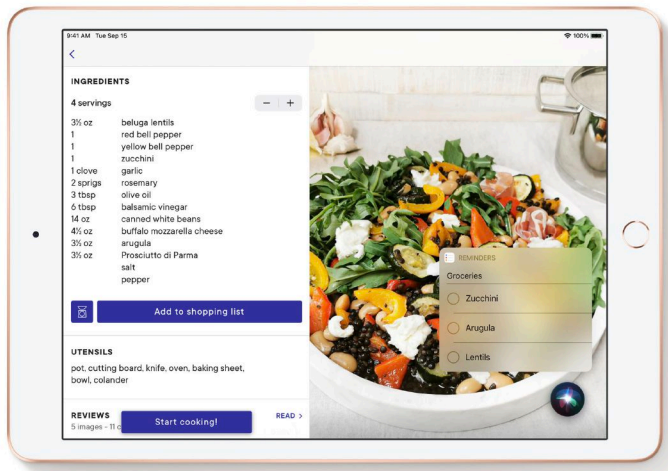 9:41 AM Tue Sep 15
100%
INGREDIENTS
4 servings
3½ oz beluga lentils
1 red bell pepper
1 yellow bell pepper
1 zucchini
1 clove garlic
2 sprigs rosemary
3 tbsp olive oil
6 tbsp balsamic vinegar
14 oz canned white beans
4½ oz buffalo mozzarella cheese
3½ oz arugula
3½ oz Prosciutto di Parma
salt
pepper
Add to shopping list
UTENSILS
pot, cutting board, knife, oven, baking sheet,
bowl, colander
REVIEWS
READ >
5 images - 11 c
Start cooking!
REMINDERS
Groceries
Zucchini
Arugula
Lentils